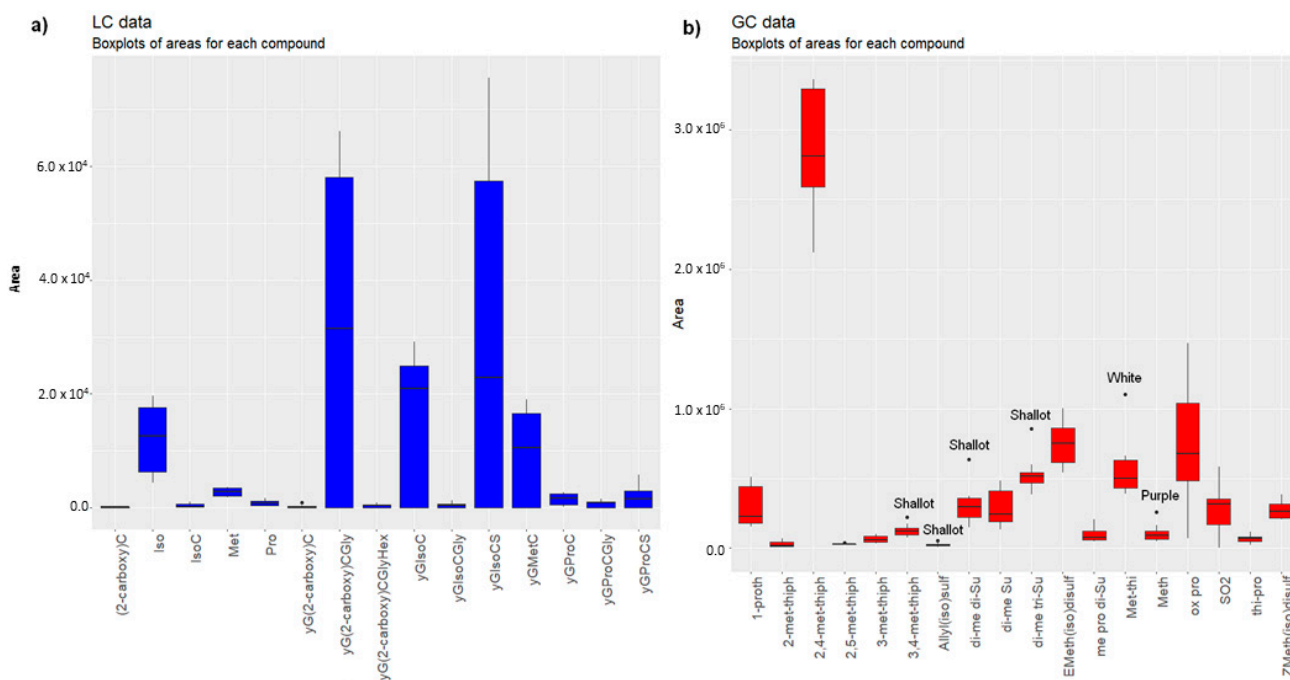 a)
LC data
Boxplots of areas for each compound
6.0 x 10⁴
4.0 x 10⁴
2.0 x 10⁴
0.0
Area
(2-carboxy)C
Iso
IsoC
Met
Pro
yG(2-carboxy)C
yG(2-carboxy)CGly
yG(2-carboxy)CGlyHex
yGIsoC
yGIsoCGly
yGIsoCS
yGMetC
yGProC
yGProCGly
yGProCS
b)
GC data
Boxplots of areas for each compound
3.0 x 10⁶
2.0 x 10⁶
1.0 x 10⁶
0.0
Area
Shallot
Shallot
Shallot
Shallot
White
Purple
1-proth
2-met-thiph
2,4-met-thiph
2,5-met-thiph
3-met-thiph
3,4-met-thiph
Allyl(iso)sulf
di-me di-Su
di-me Su
di-me tri-Su
EMeth(iso)disulf
me pro di-Su
Met-thi
Meth
ox pro
SO2
thi-pro
ZMeth(iso)disulf